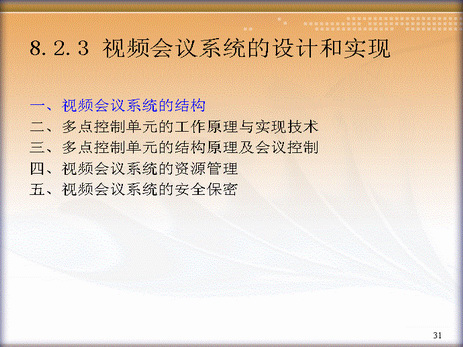 8.2.3 视频会议系统的设计和实现
一、视频会议系统的结构
二、多点控制单元的工作原理与实现技术
三、多点控制单元的结构原理及会议控制
四、视频会议系统的资源管理
五、视频会议系统的安全保密
31